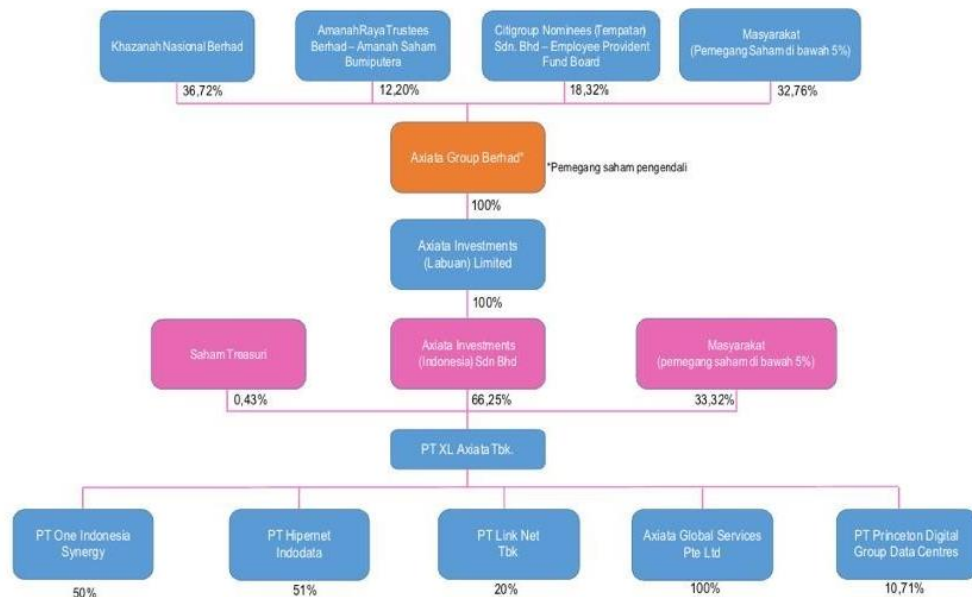 Khazanah Nasional Berhad
AmanahRaya Trustees
Berhad – Amanah Saham
Bumiputera
Citigroup Nominees (Tempatar)
Sdn. Bhd – Employee Provident
Fund Board
Masyarakat
(Pemegang Saham di bawah 5%)
36,72%
12,20%
18,32%
32,76%
Axiata Group Berhad*
*Pemegang saham pengendali
100%
Axiata Investments
(Labuan) Limited
100%
Saham Treasuri
Axiata Investments
(Indonesia) Sdn Bhd
Masyarakat
(pemegang saham di bawah 5%)
0,43%
66,25%
33,32%
PT XL Axiata Tbk.
PT One Indonesia
Synergy
PT Hipernet
Indodata
PT Link Net
Tbk
Axiata Global Services
Pte Ltd
PT Princeton Digital
Group Data Centres
50%
51%
20%
100%
10,71%